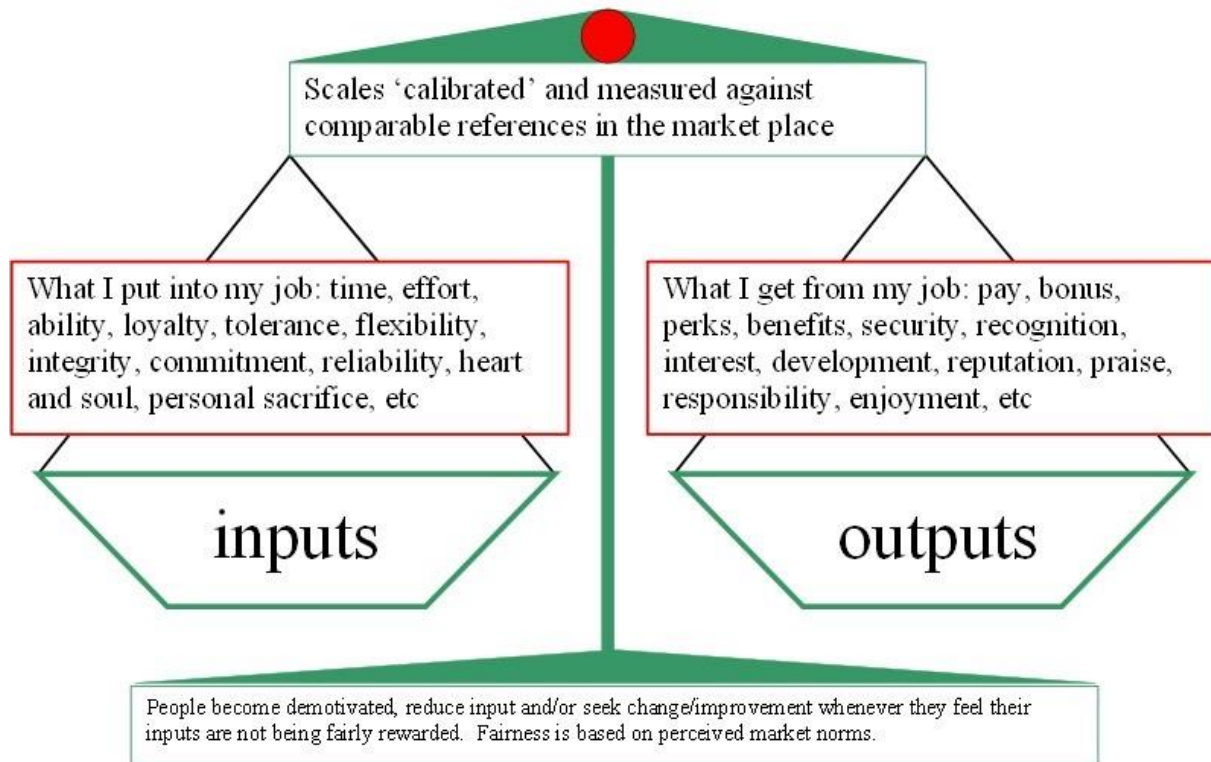 Scales ‘calibrated’ and measured against
comparable references in the market place
What I put into my job: time, effort,
ability, loyalty, tolerance, flexibility,
integrity, commitment, reliability, heart
and soul, personal sacrifice, etc
What I get from my job: pay, bonus,
perks, benefits, security, recognition,
interest, development, reputation, praise,
responsibility, enjoyment, etc
inputs
outputs
People become demotivated, reduce input and/or seek change/improvement whenever they feel their
inputs are not being fairly rewarded.  Fairness is based on perceived market norms.